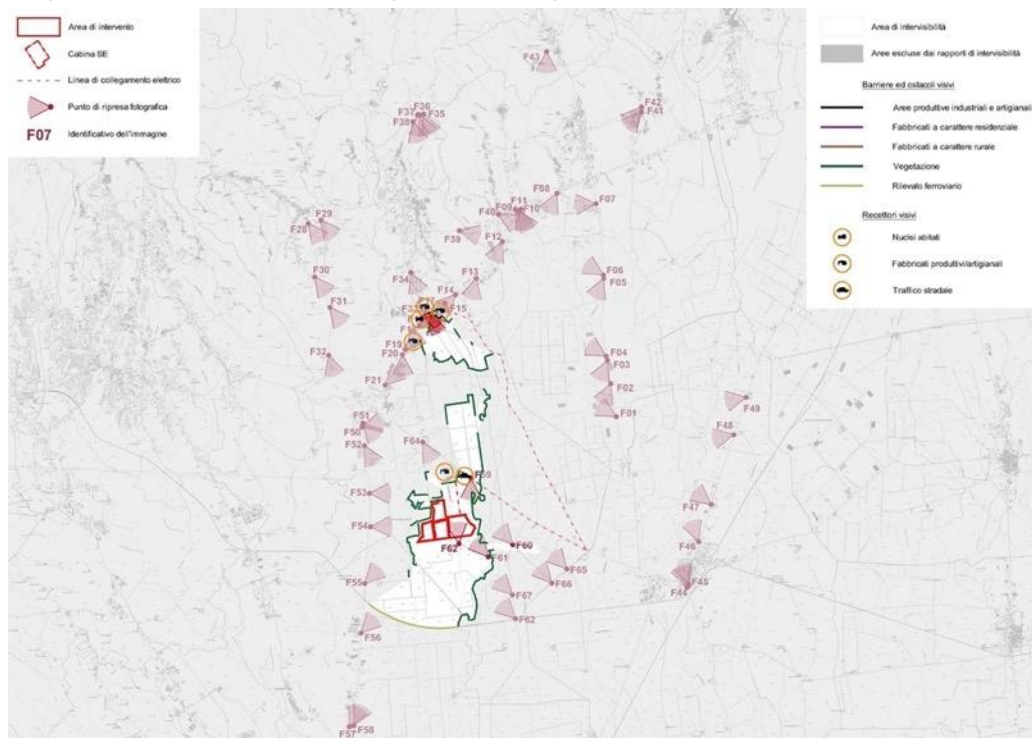 Area di intervento
Cabina SE
Linea di collegamento elettrico
Punto di ripresa fotografica
F07 Identificativo dell'immagine
Area di intervisibilità
Aree escluse dai rapporti di intervisibilità
Barriere ed ostacoli visivi
Aree produttive industriali e artigianali
Fabbricati a carattere residenziale
Fabbricati a carattere rurale
Vegetazione
Rilevato ferroviario
Recettori visivi
Nuclei abitati
Fabbricati produttivi/artigianali
Traffico stradale
F43
F36
F37 F35
F38
F42
F41
F08
F07
F11
F09 F10
F40
F29
F28
F39
F12
F34
F13
F30
F06
F05
F14
F31
F15
F19
F20
F32
F04
F03
F21
F02
F01
F49
F48
F51
F50
F52
F64
F59
F53
F47
F54
F46
F62
F60
F61
F65
F66
F55
F67
F45
F44
F62
F56
F57 F58